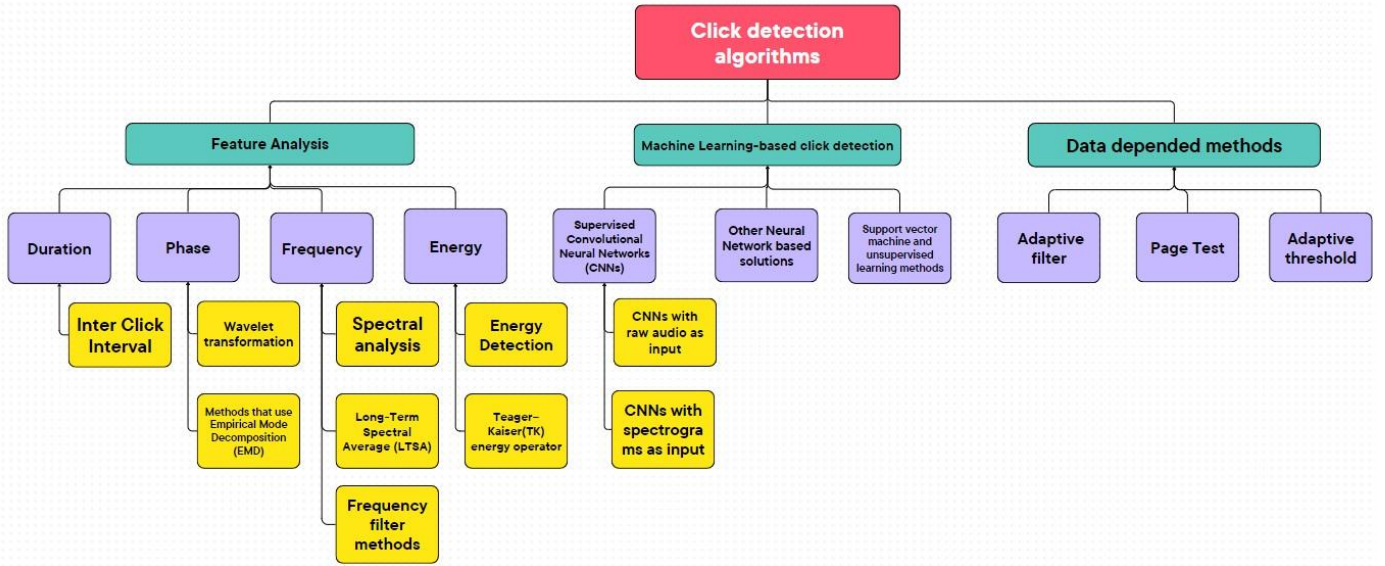 Click detection
algorithms
Feature Analysis
Machine Learning-based click detection
Data depended methods
Duration
Phase
Frequency
Energy
Supervised
Convolutional
Neural Networks
(CNNs)
Other Neural
Network based
solutions
Support vector
machine and
unsupervised
learning methods
Adaptive
filter
Page Test
Adaptive
threshold
Inter Click
Interval
Wavelet
transformation
Spectral
analysis
Energy
Detection
CNNs with
raw audio as
input
Methods that use
Empirical Mode
Decomposition
(EMD)
Long-Term
Spectral
Average (LTSA)
Teager–
Kaiser(TK)
energy operator
CNNs with
spectrogra
ms as input
Frequency
filter
methods